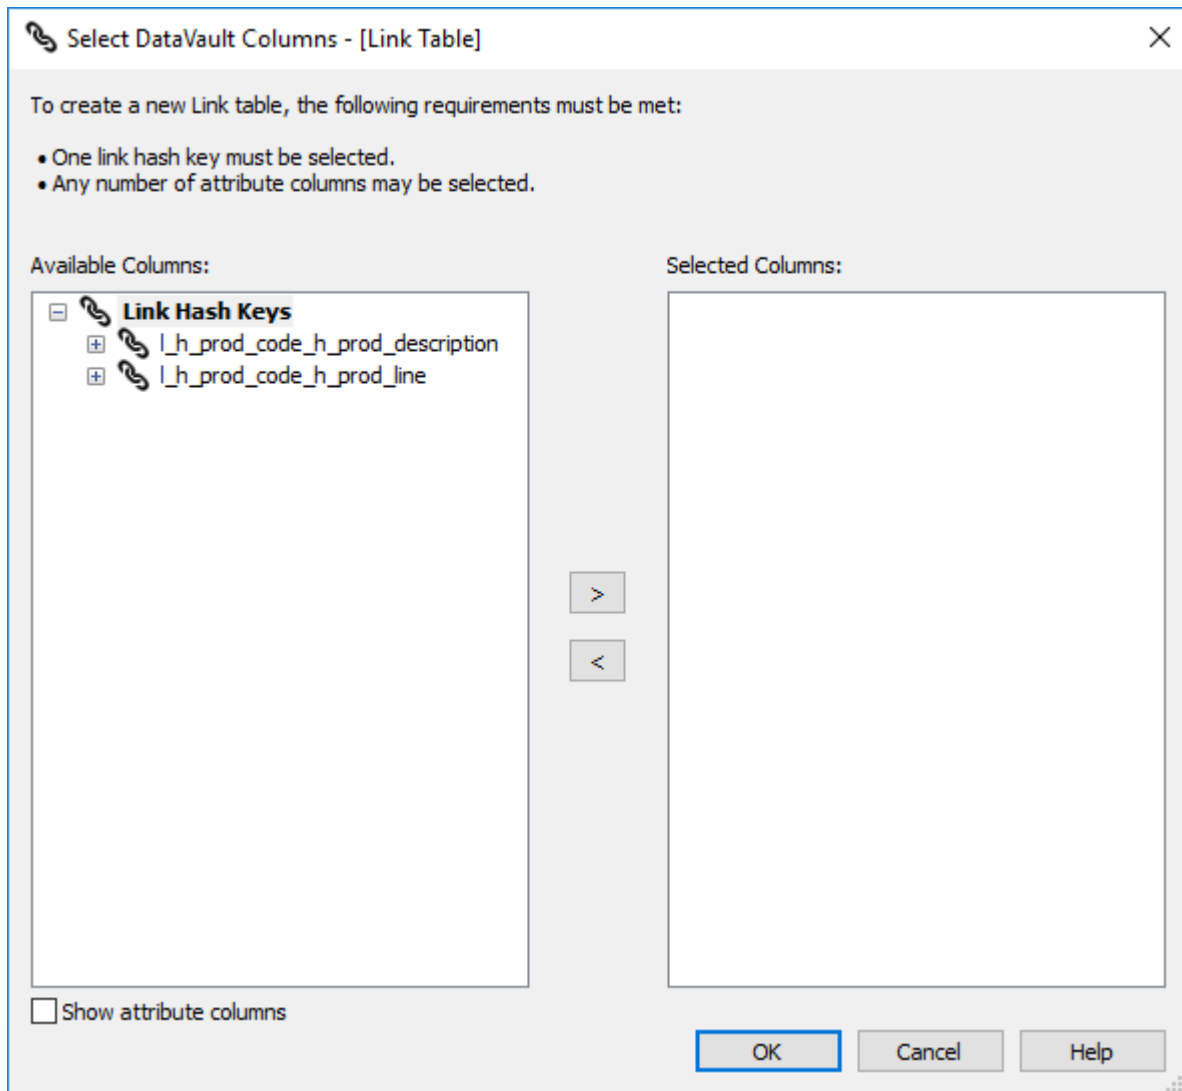 Select DataVault Columns - [Link Table]
To create a new Link table, the following requirements must be met:
• One link hash key must be selected.
• Any number of attribute columns may be selected.
Available Columns:
Selected Columns:
Link Hash Keys
l_h_prod_code_h_prod_description
l_h_prod_code_h_prod_line
>
<
Show attribute columns
OK
Cancel
Help